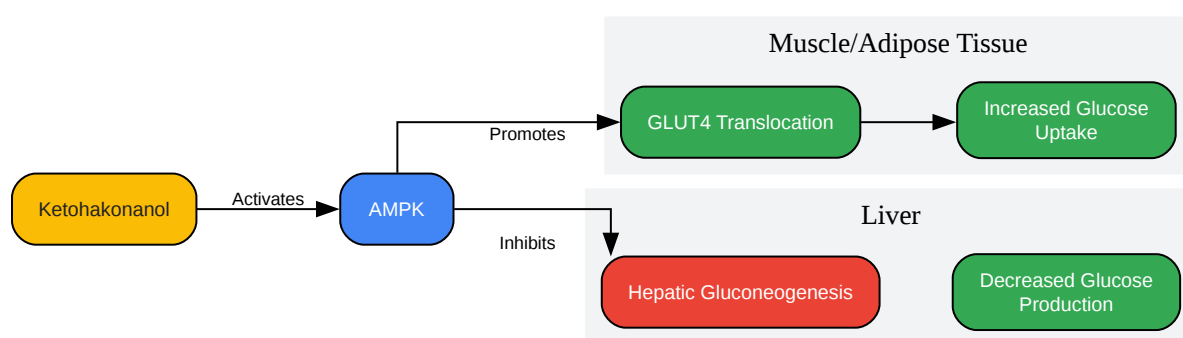 Muscle/Adipose Tissue
GLUT4 Translocation
Increased Glucose
Uptake
Promotes
Ketohakonanol
Activates
AMPK
Inhibits
Liver
Hepatic Gluconeogenesis
Decreased Glucose
Production